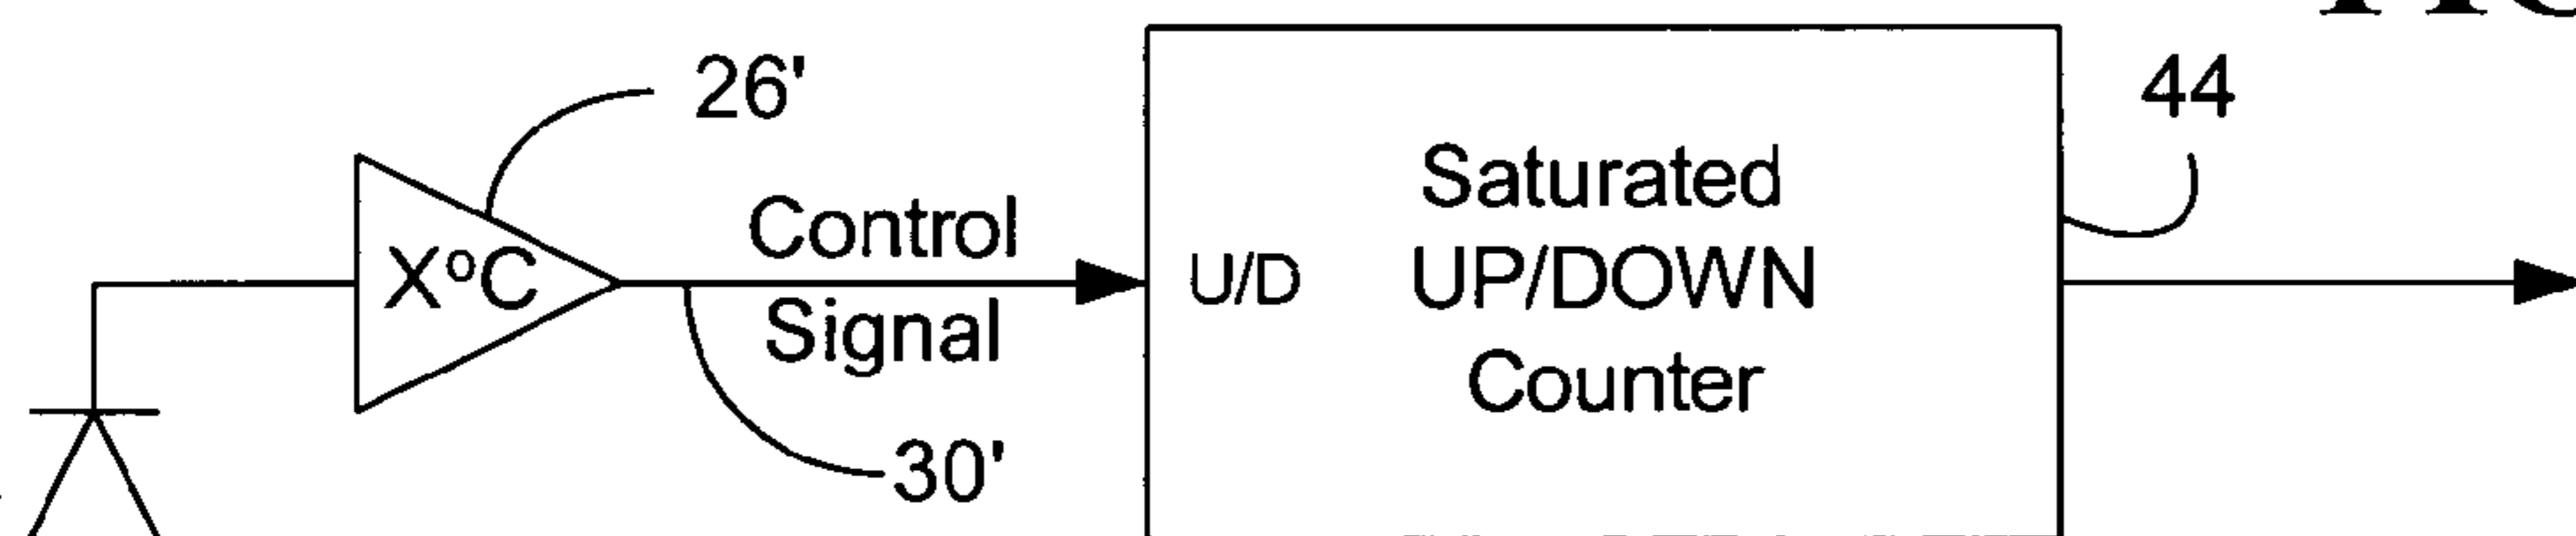 26'
44
Saturated
Control
X°C
U/D
UP/DOWN
Signal
Counter
30'